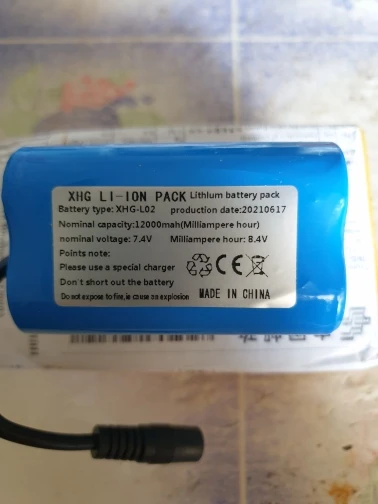 XHG LI-ION PACK Lithium battery pack
Battery type: XHG-L02 production date:20210617
Nominal capacity:12000mah(Milliampere hour)
nominal voltage: 7.4V Milliampere hour: 8.4V
Points note:
Please use a special charger
Don't short out the battery
Do not expose to fire,ie cause an explosion
CE
MADE IN CHINA